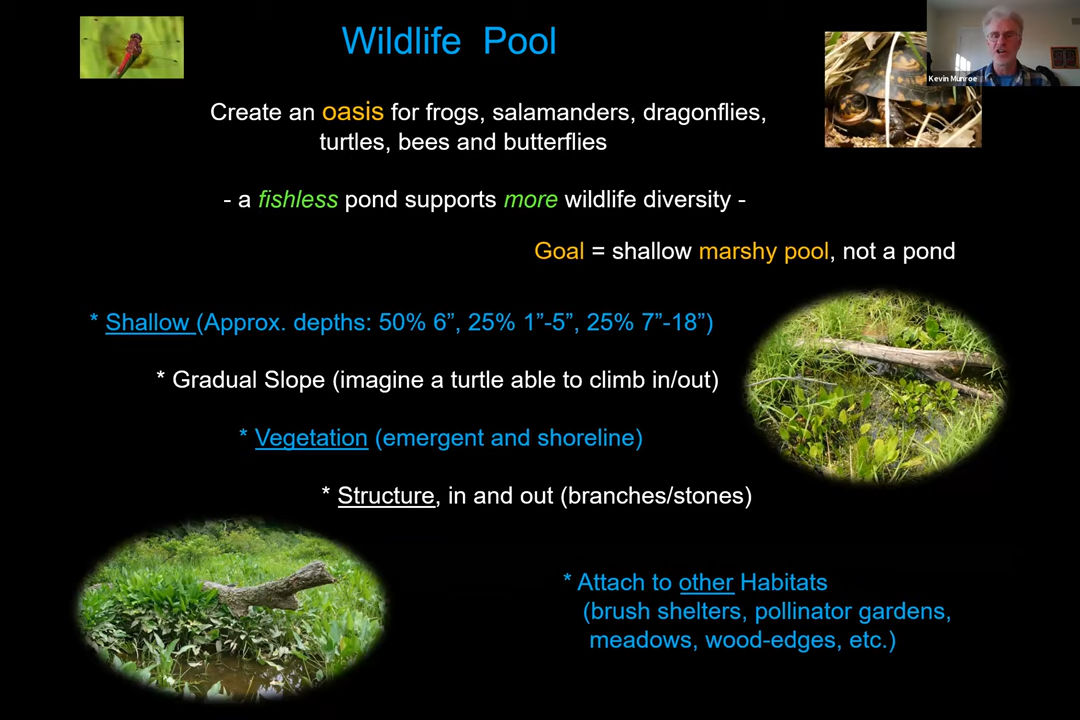 Wildlife Pool
Kevin Munroe
Create an oasis for frogs, salamanders, dragonflies,
turtles, bees and butterflies
- a fishless pond supports more wildlife diversity -
Goal = shallow marshy pool, not a pond
* Shallow (Approx. depths: 50% 6”, 25% 1”-5”, 25% 7”-18”)
* Gradual Slope (imagine a turtle able to climb in/out)
* Vegetation (emergent and shoreline)
* Structure, in and out (branches/stones)
* Attach to other Habitats
(brush shelters, pollinator gardens,
meadows, wood-edges, etc.)